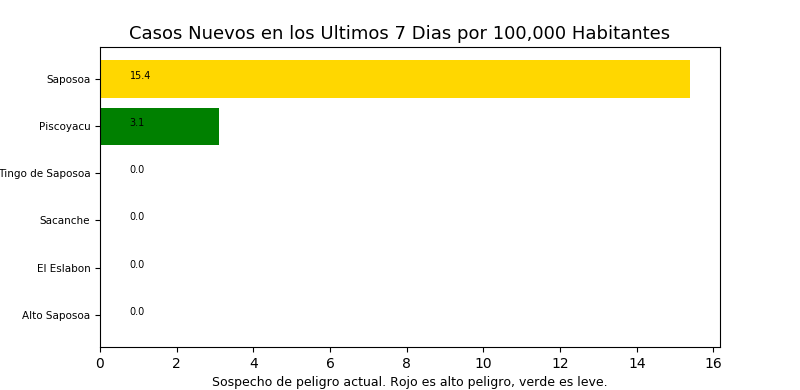 Casos Nuevos en los Ultimos 7 Dias por 100,000 Habitantes
Saposoa 15.4
Piscoyacu 3.1
Tingo de Saposoa 0.0
Sacanche 0.0
El Eslabon 0.0
Alto Saposoa 0.0
0 2 4 6 8 10 12 14 16
Sospecho de peligro actual. Rojo es alto peligro, verde es leve.